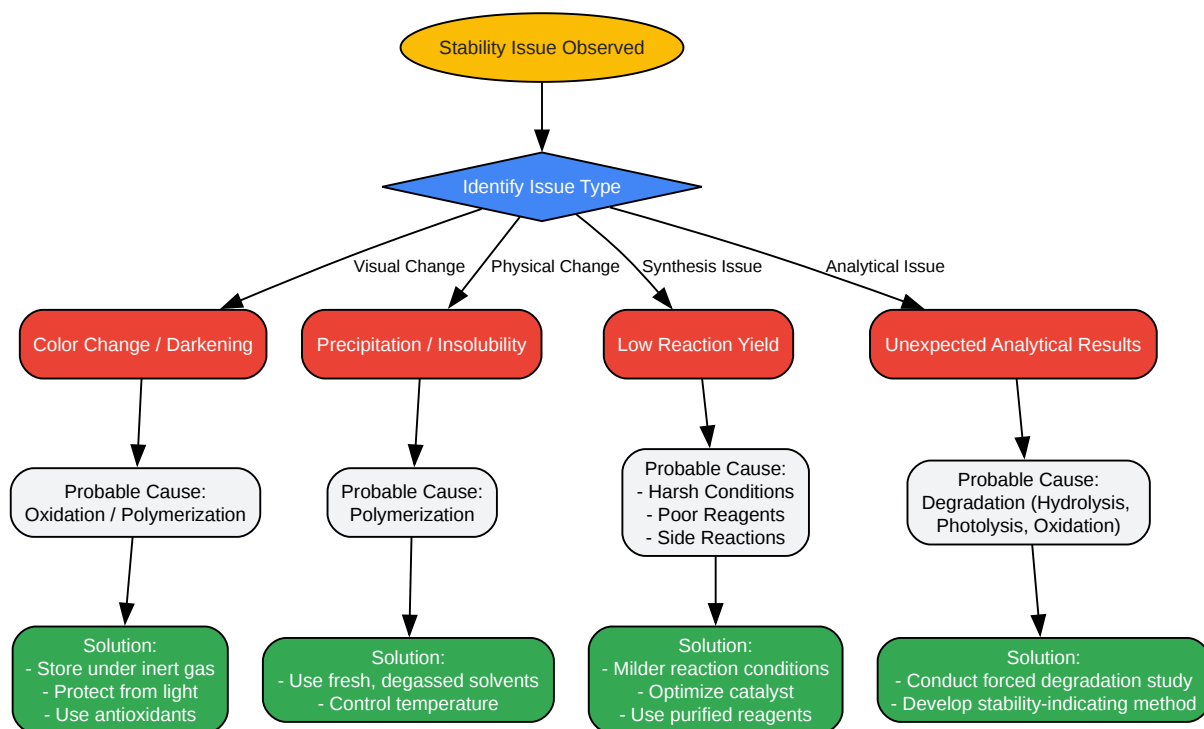 Stability Issue Observed
Identify Issue Type
Visual Change
Physical Change
Synthesis Issue
Analytical Issue
Color Change / Darkening
Precipitation / Insolubility
Low Reaction Yield
Unexpected Analytical Results
Probable Cause:
Oxidation / Polymerization
Probable Cause:
Polymerization
Probable Cause:
- Harsh Conditions
- Poor Reagents
- Side Reactions
Probable Cause:
Degradation (Hydrolysis,
Photolysis, Oxidation)
Solution:
- Store under inert gas
- Protect from light
- Use antioxidants
Solution:
- Use fresh, degassed solvents
- Control temperature
Solution:
- Milder reaction conditions
- Optimize catalyst
- Use purified reagents
Solution:
- Conduct forced degradation study
- Develop stability-indicating method